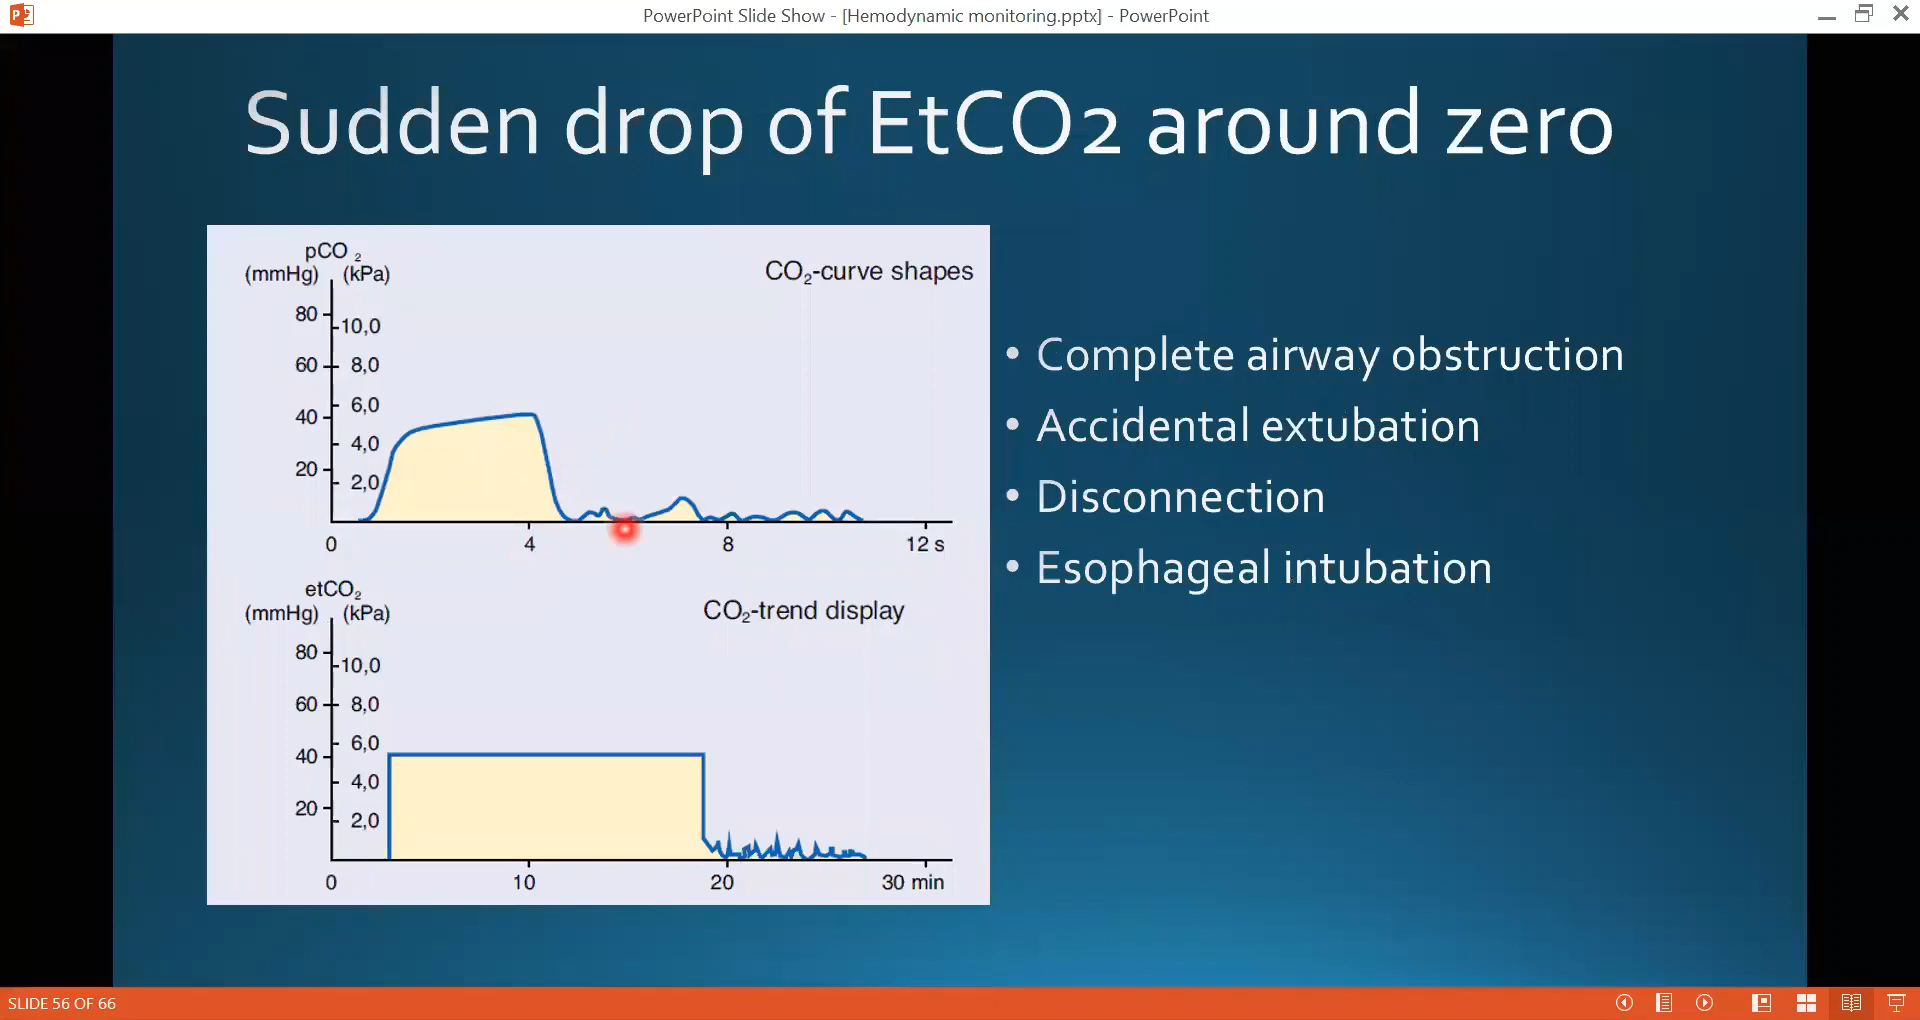 PowerPoint Slide Show - [Hemodynamic monitoring.pptx] - PowerPoint
Sudden drop of EtCO2 around zero
pCO₂
(mmHg) (kPa)
CO₂-curve shapes
80
10,0
60
8,0
6,0
40
4,0
20
2,0
0 4 8 12 s
etCO₂
(mmHg) (kPa)
CO₂-trend display
80
10,0
60
8,0
6,0
40
4,0
20
2,0
0 10 20 30 min
• Complete airway obstruction
• Accidental extubation
• Disconnection
• Esophageal intubation
SLIDE 56 OF 66